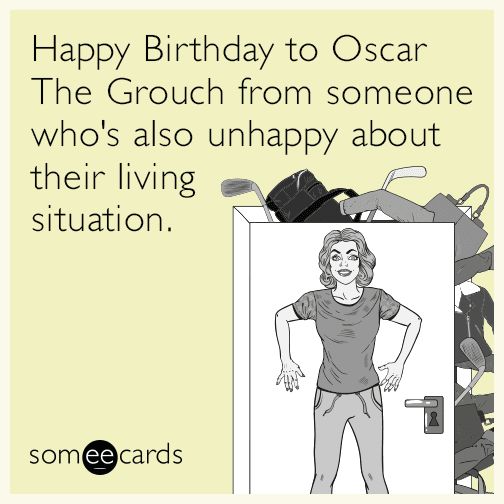 Happy Birthday to Oscar
The Grouch from someone
who's also unhappy about
their living
situation.
someecards